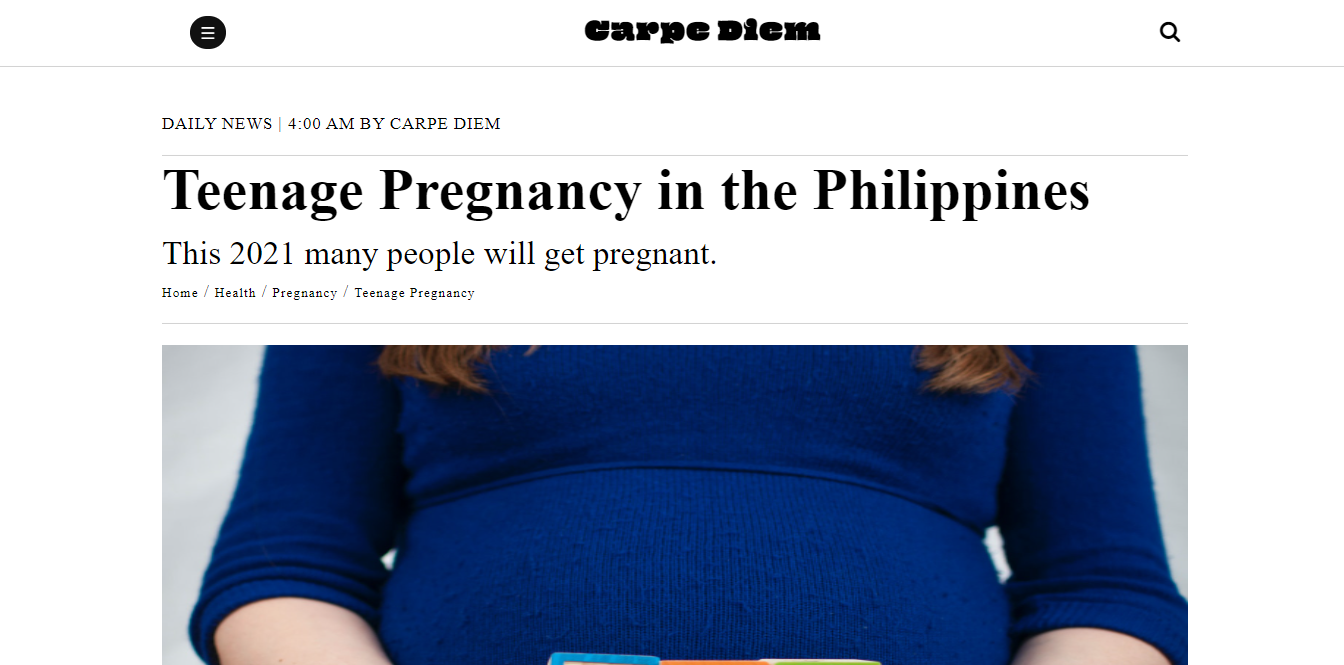 Carpe Diem
DAILY NEWS | 4:00 AM BY CARPE DIEM
Teenage Pregnancy in the Philippines
This 2021 many people will get pregnant.
Home / Health / Pregnancy / Teenage Pregnancy